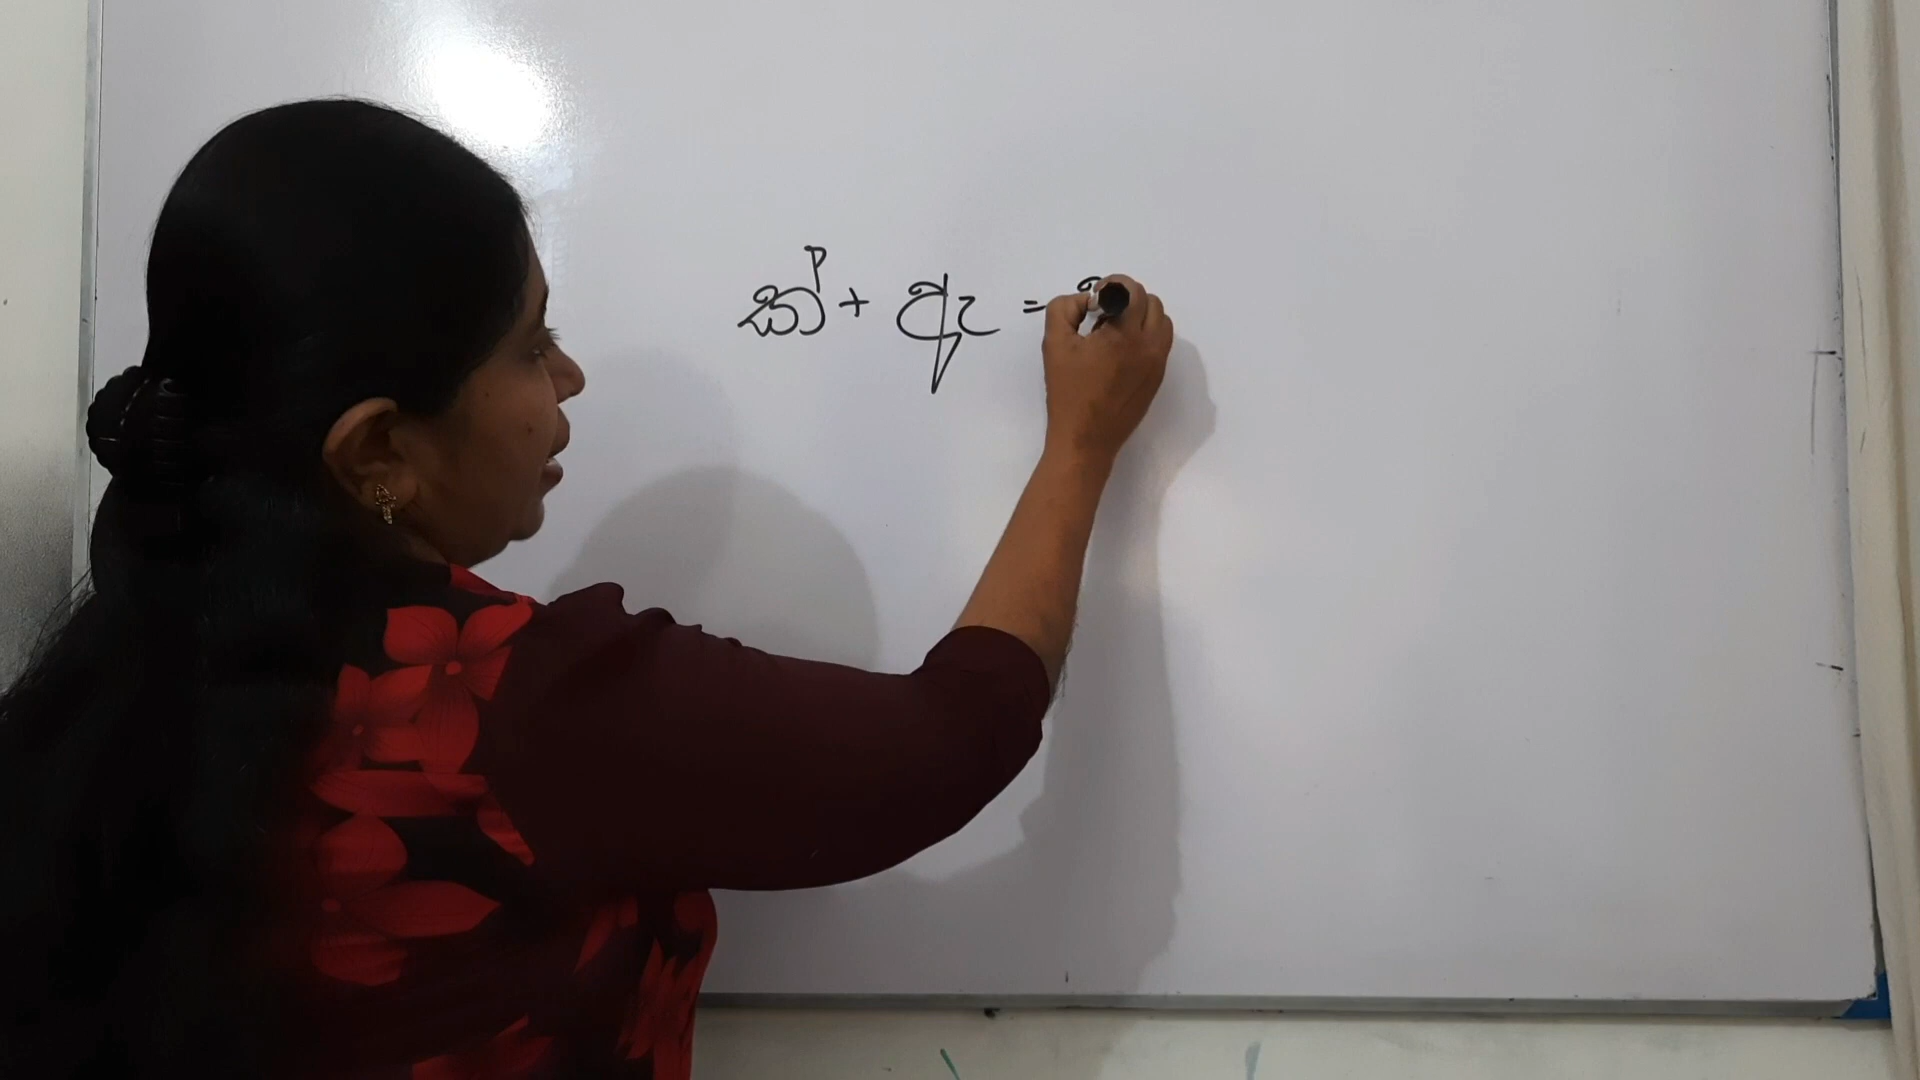 ක් + ඇ =